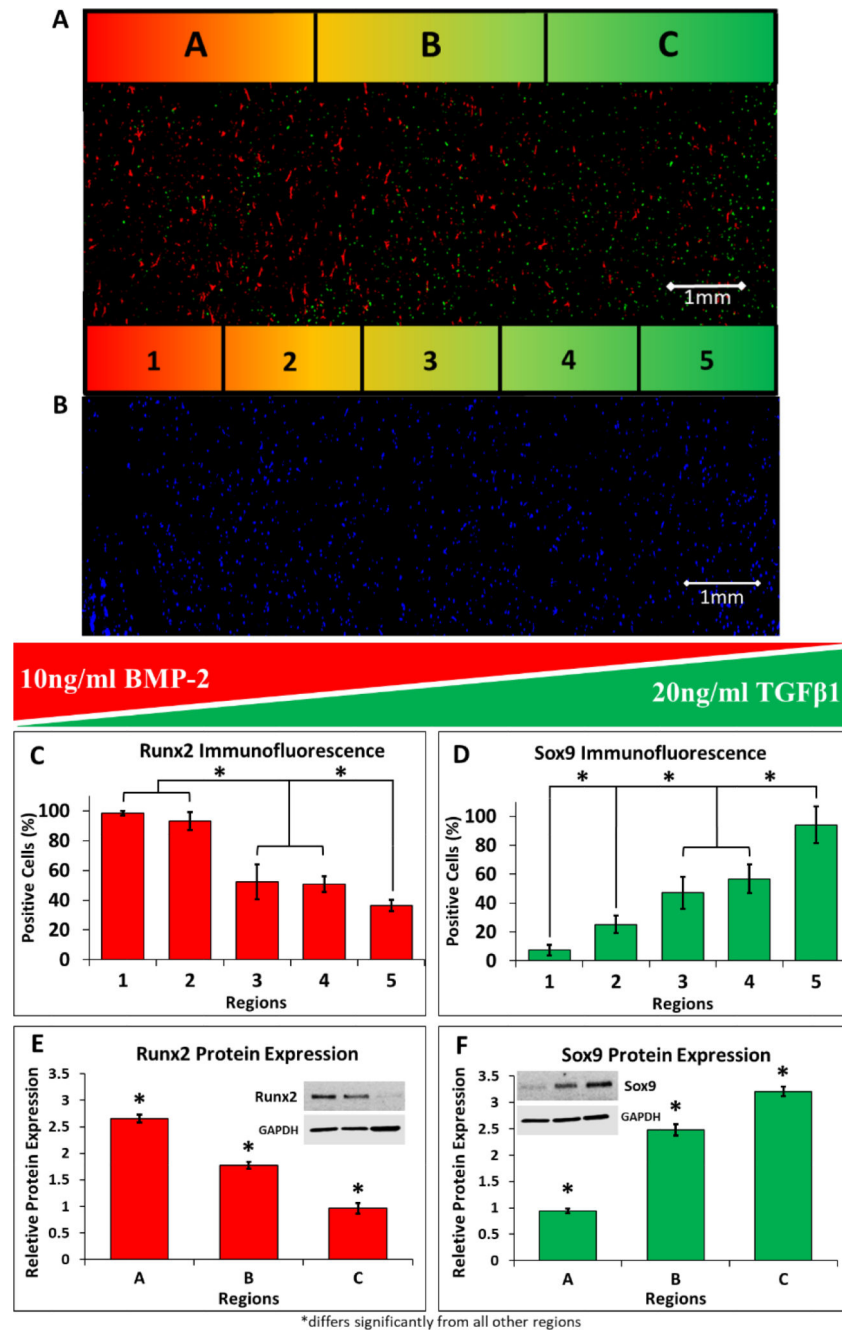 A
A B C
1mm
1 2 3 4 5
B
1mm
10ng/ml BMP-2
20ng/ml TGFβ1
C
Runx2 Immunofluorescence
* *
Positive Cells (%)
100
80
60
40
20
0
1 2 3 4 5
Regions
D
Sox9 Immunofluorescence
* * *
Positive Cells (%)
100
80
60
40
20
0
1 2 3 4 5
Regions
E
Runx2 Protein Expression
Reletive Protein Expression
3.5
3
2.5
2
1.5
1
0.5
0
* * *
Runx2
GAPDH
A B C
Regions
F
Sox9 Protein Expression
Reletive Protein Expression
3.5
3
2.5
2
1.5
1
0.5
0
* * *
Sox9
GAPDH
A B C
Regions
*differs significantly from all other regions